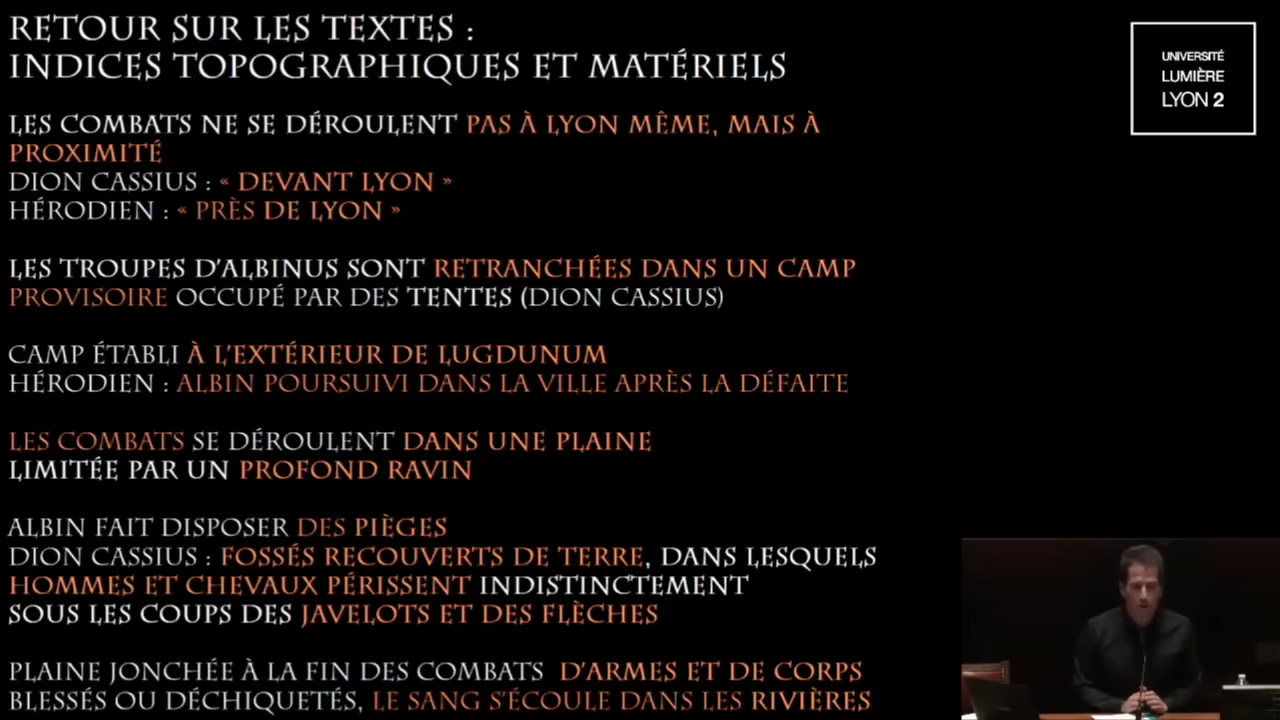 RETOUR SUR LES TEXTES :
INDICES TOPOGRAPHIQUES ET MATÉRIELS
UNIVERSITÉ
LUMIÈRE
LYON 2
LES COMBATS NE SE DÉROULENT PAS À LYON MÊME, MAIS À
PROXIMITÉ
DION CASSIUS : « DEVANT LYON »
HÉRODIEN : « PRÈS DE LYON »
LES TROUPES D'ALBINUS SONT RETRANCHÉES DANS UN CAMP
PROVISOIRE OCCUPÉ PAR DES TENTES (DION CASSIUS)
CAMP ÉTABLI À L'EXTÉRIEUR DE LUGDUNUM
HÉRODIEN : ALBIN POURSUIVI DANS LA VILLE APRÈS LA DÉFAITE
LES COMBATS SE DÉROULENT DANS UNE PLAINE
LIMITÉE PAR UN PROFOND RAVIN
ALBIN FAIT DISPOSER DES PIÈGES
DION CASSIUS : FOSSÉS RECOUVERTS DE TERRE, DANS LESQUELS
HOMMES ET CHEVAUX PÉRISSENT INDISTINCTEMENT
SOUS LES COUPS DES JAVELOTS ET DES FLÈCHES
PLAINE JONCHÉE À LA FIN DES COMBATS D'ARMES ET DE CORPS
BLESSÉS OU DÉCHIQUETÉS, LE SANG S'ÉCOULE DANS LES RIVIÈRES